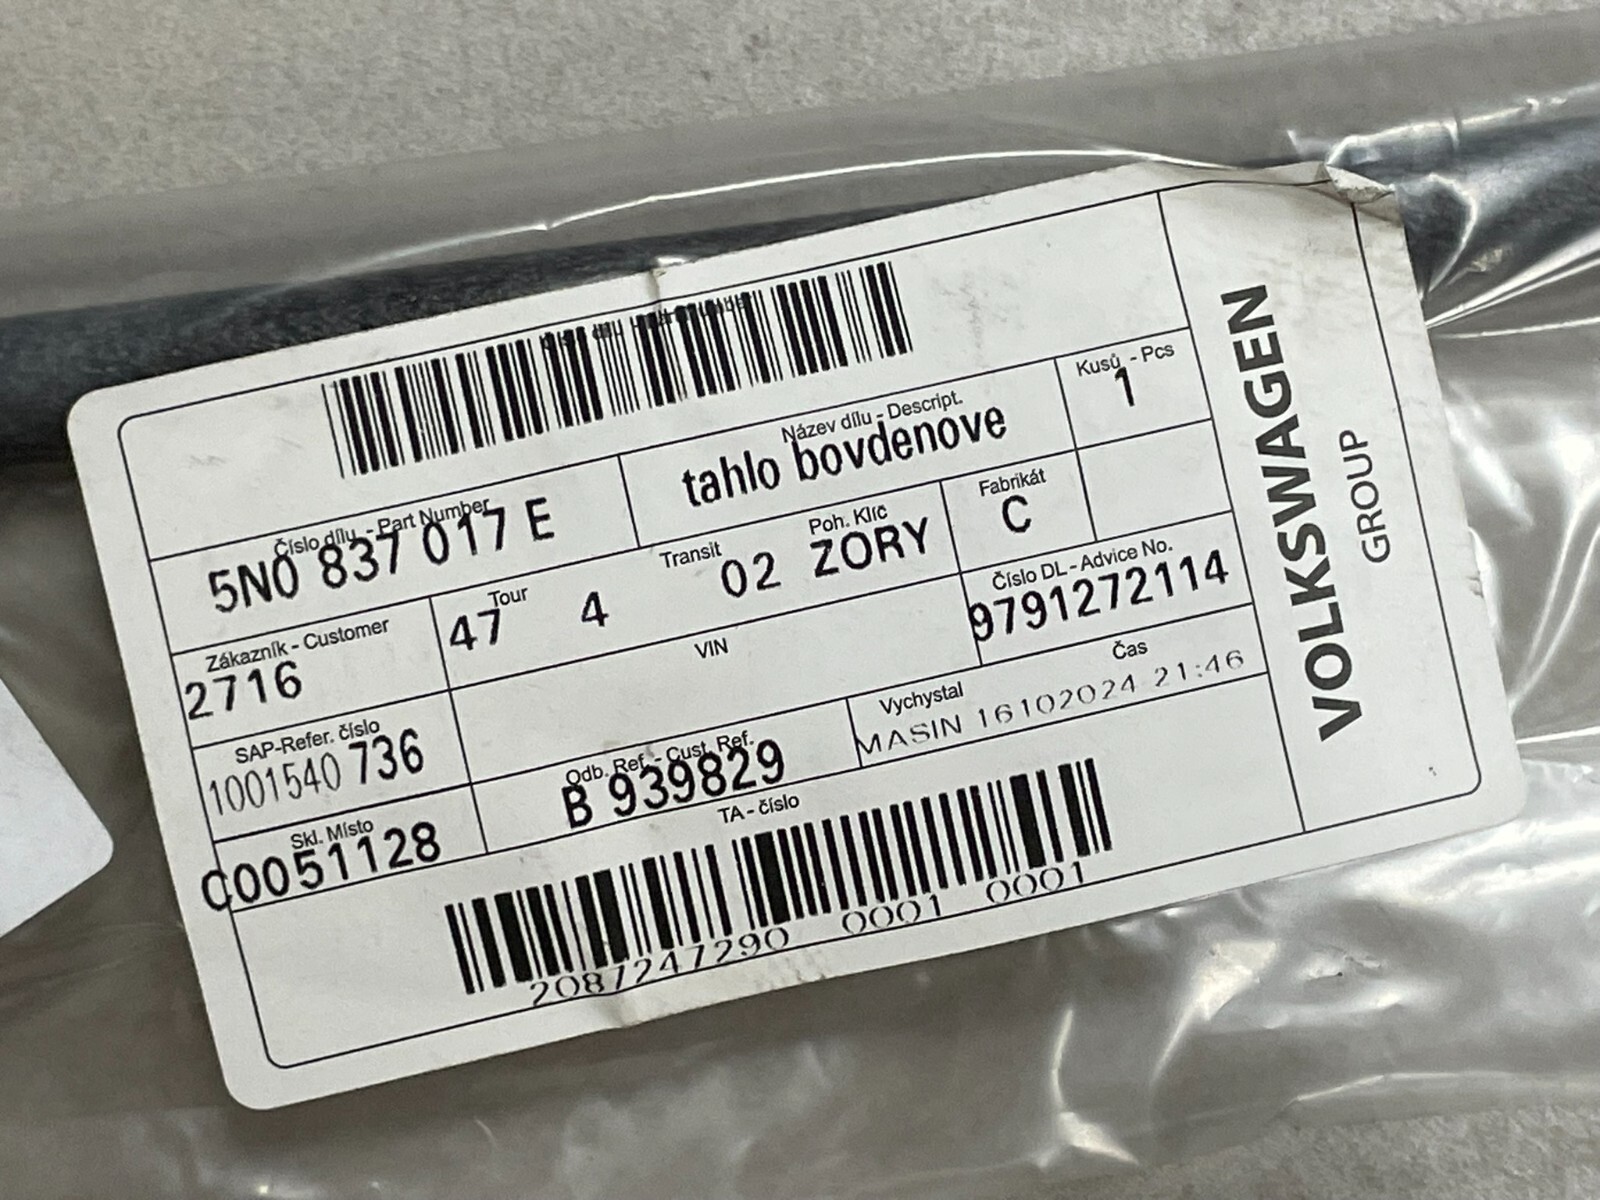 Číslo dílu - Part Number
5N0 837 017 E
Název dílu - Descript.
tahlo bovdenove
Kusů - Pcs
1
Zákazník - Customer
2716
Tour
47 4
Transit
02
Poh. Klíč
ZORY
Fabrikát
C
SAP-Refer. číslo
1001540 736
VIN
Číslo DL - Advice No.
9791272114
Skl. Místo
C0051128
Odb. Ref. - Cust. Ref.
B 939829
Vychystal
Čas
MASIN 16102024 21:46
TA - číslo
2087247290 0001 0001
VOLKSWAGEN
GROUP